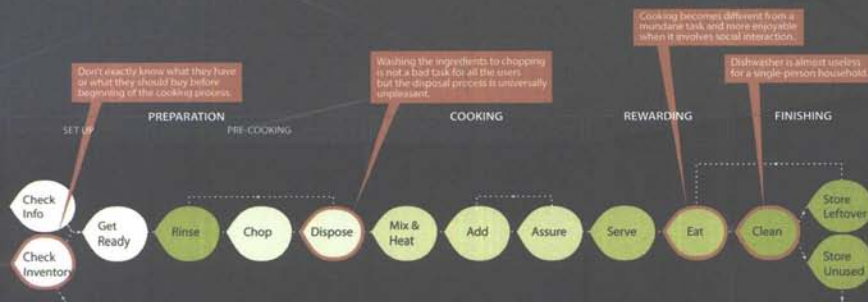 Cooking becomes different from a
mundane task and more enjoyable
when it involves social interaction.
Don't exactly know what they have
or what they should buy before
beginning of the cooking process.
Washing the ingredients to chopping
is not a bad task for all the users
but the disposal process is universally
unpleasant.
Dishwasher is almost useless
for a single-person household.
PREPARATION
COOKING
REWARDING
FINISHING
SET UP
PRE-COOKING
Check
Info
Check
Inventory
Get
Ready
Rinse
Chop
Dispose
Mix &
Heat
Add
Assure
Serve
Eat
Clean
Store
Leftover
Store
Unused